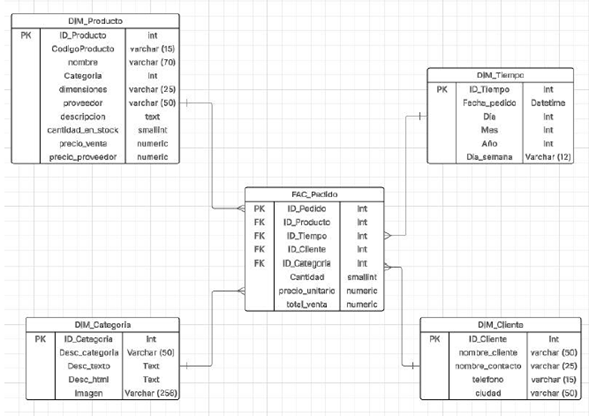 DIM_Producto
PK ID_Producto Int
CodigoProducto varchar (15)
nombre varchar (70)
Categoria Int
dimensiones varchar (25)
proveedor varchar (50)
descripcion text
cantidad_en_stock smallint
precio_venta numeric
precio_proveedor numeric
DIM_Tiempo
PK ID_Tiempo Int
Fecha_pedido Datetime
Día Int
Mes Int
Año Int
Dia_semana Varchar (12)
FAC_Pedido
PK ID_Pedido Int
FK ID_Producto Int
FK ID_Tiempo Int
FK ID_Cliente Int
FK ID_Categoria Int
Cantidad smallint
precio_unitario numeric
total_venta numeric
DIM_Categoria
PK ID_Categoria Int
Desc_categoria Varchar (50)
Desc_texto Text
Desc_html Text
Imagen Varchar (256)
DIM_Cliente
PK ID_Cliente Int
nombre_cliente varchar (50)
nombre_contacto varchar (25)
telefono varchar (15)
ciudad varchar (50)